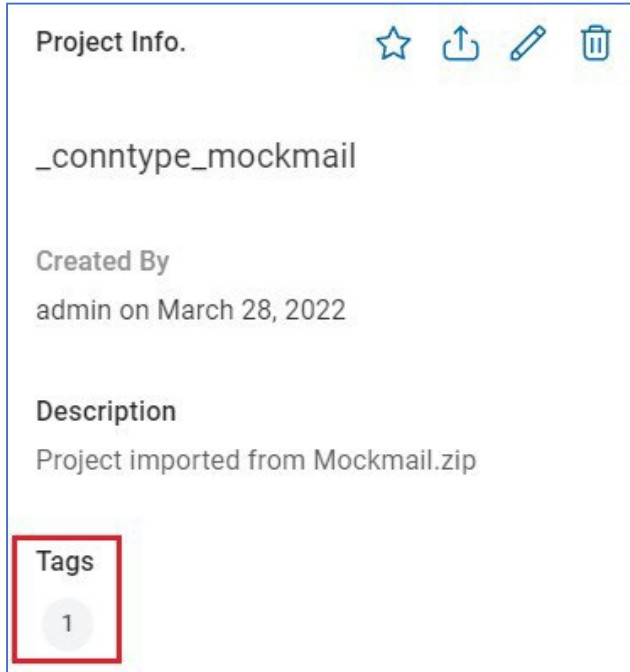 Project Info.
_conntype_mockmail
Created By
admin on March 28, 2022
Description
Project imported from Mockmail.zip
Tags
1